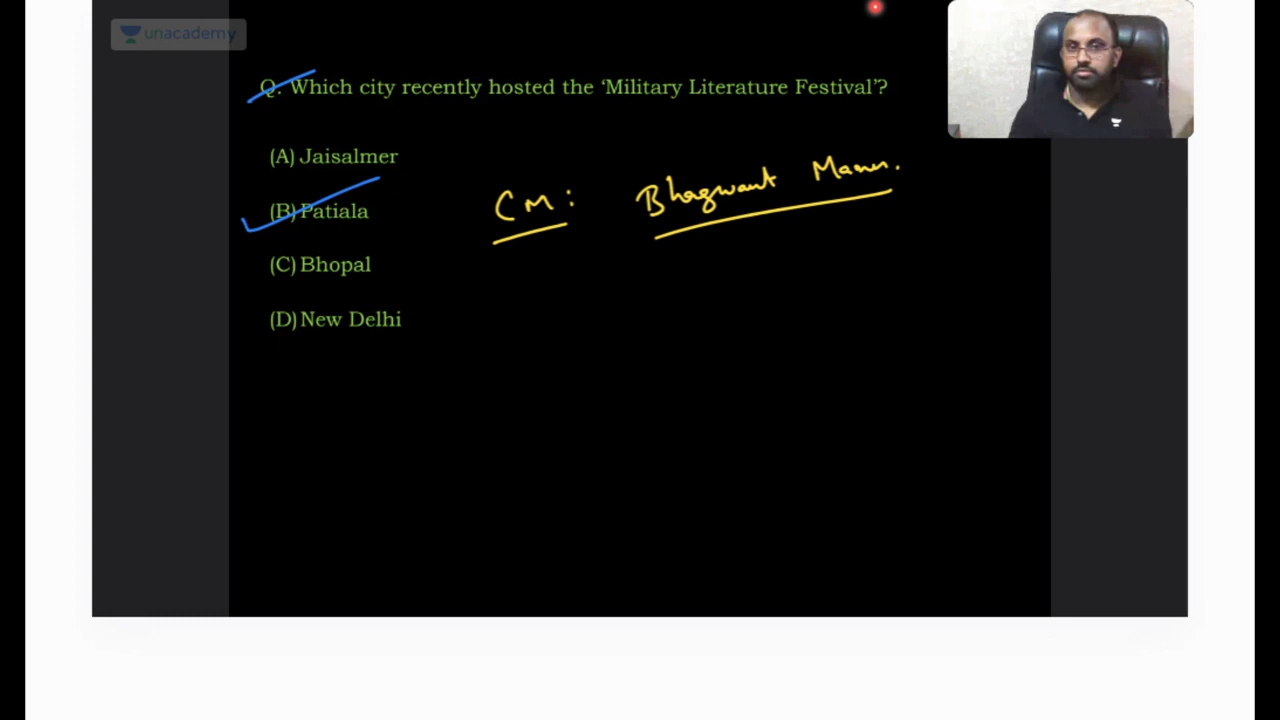 unacademy
Q. Which city recently hosted the ‘Military Literature Festival’?
(A) Jaisalmer
(B) Patiala
(C) Bhopal
(D) New Delhi
CM: Bhagwant Mann.